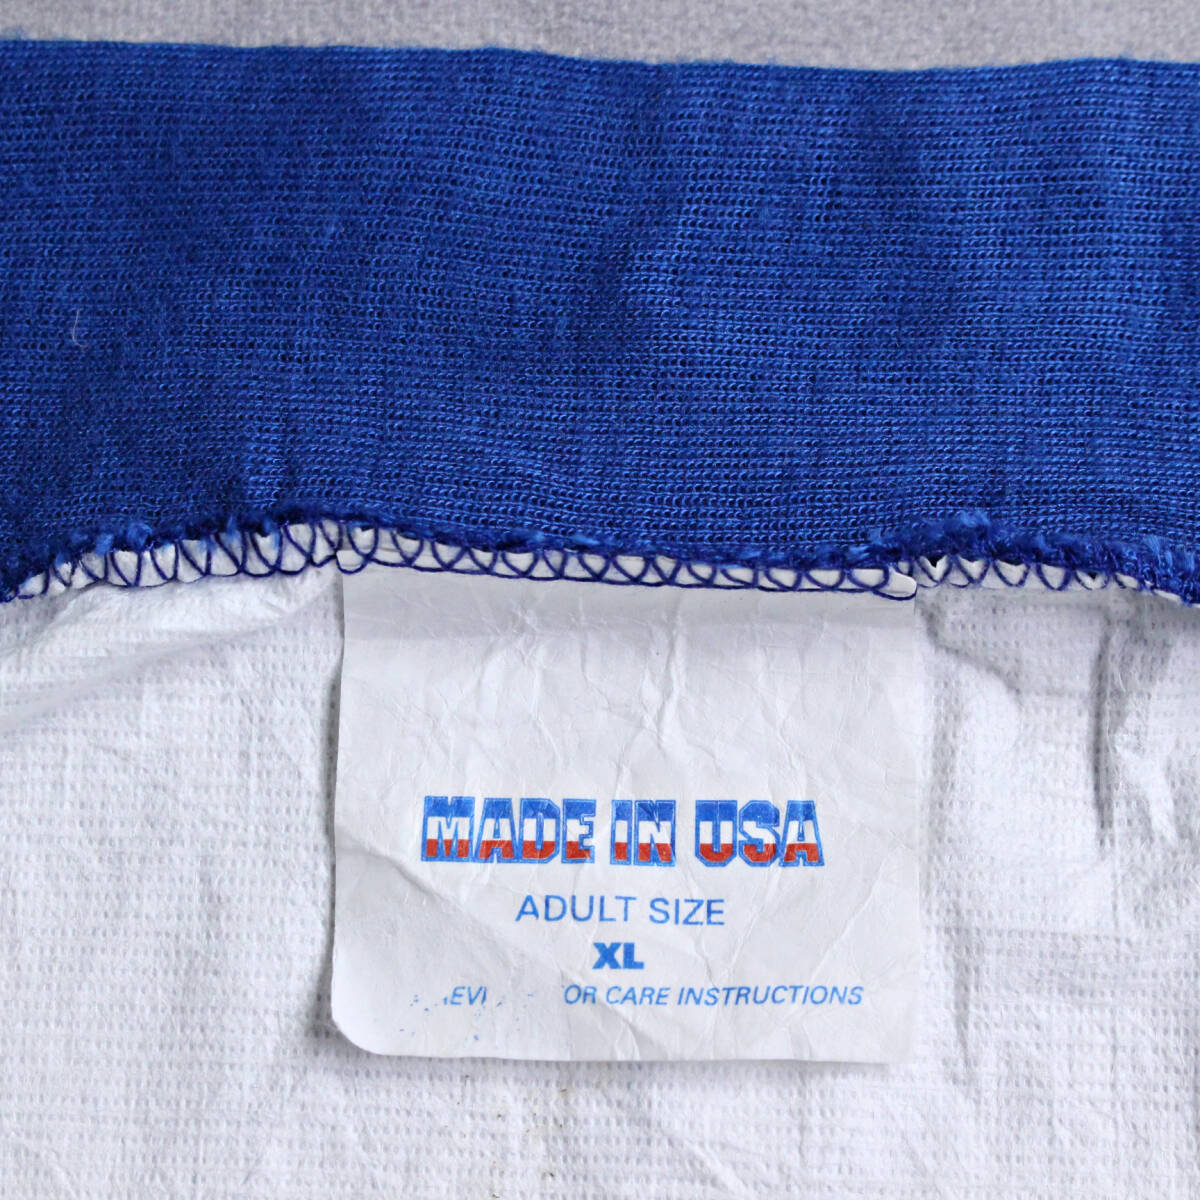 MADE IN USA
ADULT SIZE
XL
OR CARE INSTRUCTIONS